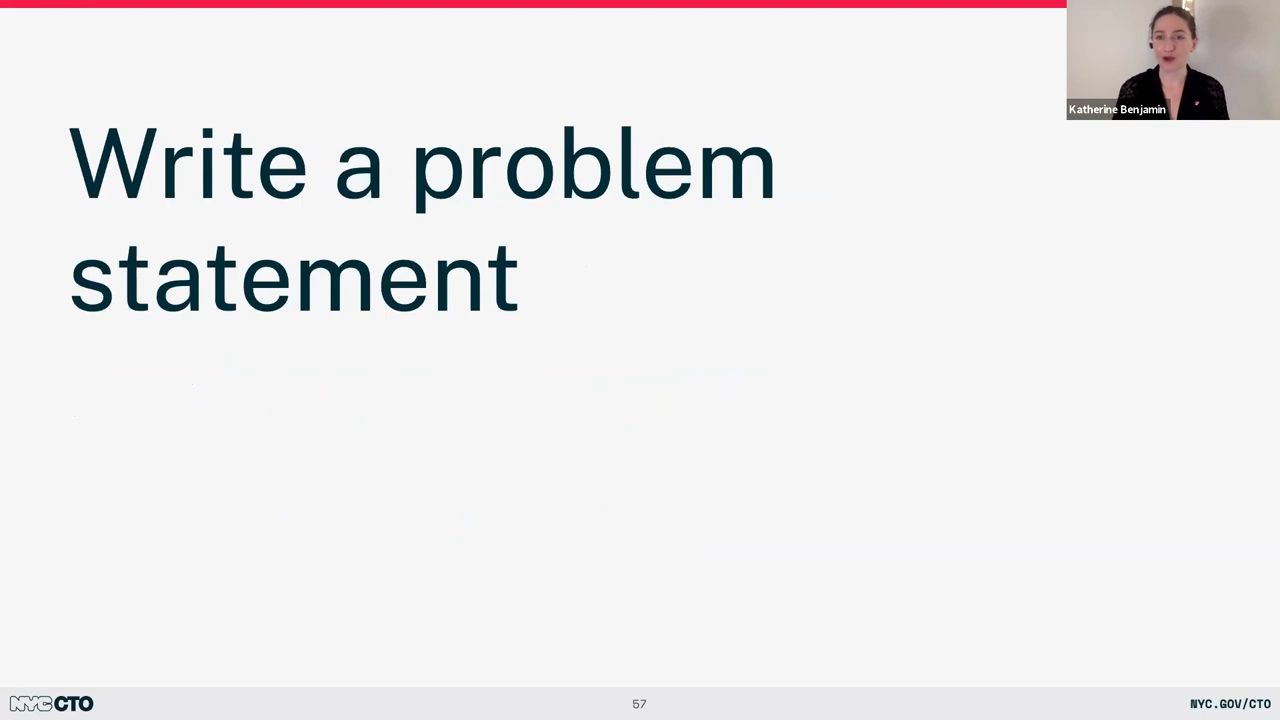 Katherine Benjamin
Write a problem
statement
NYC CTO
57
NYC.GOV/CTO